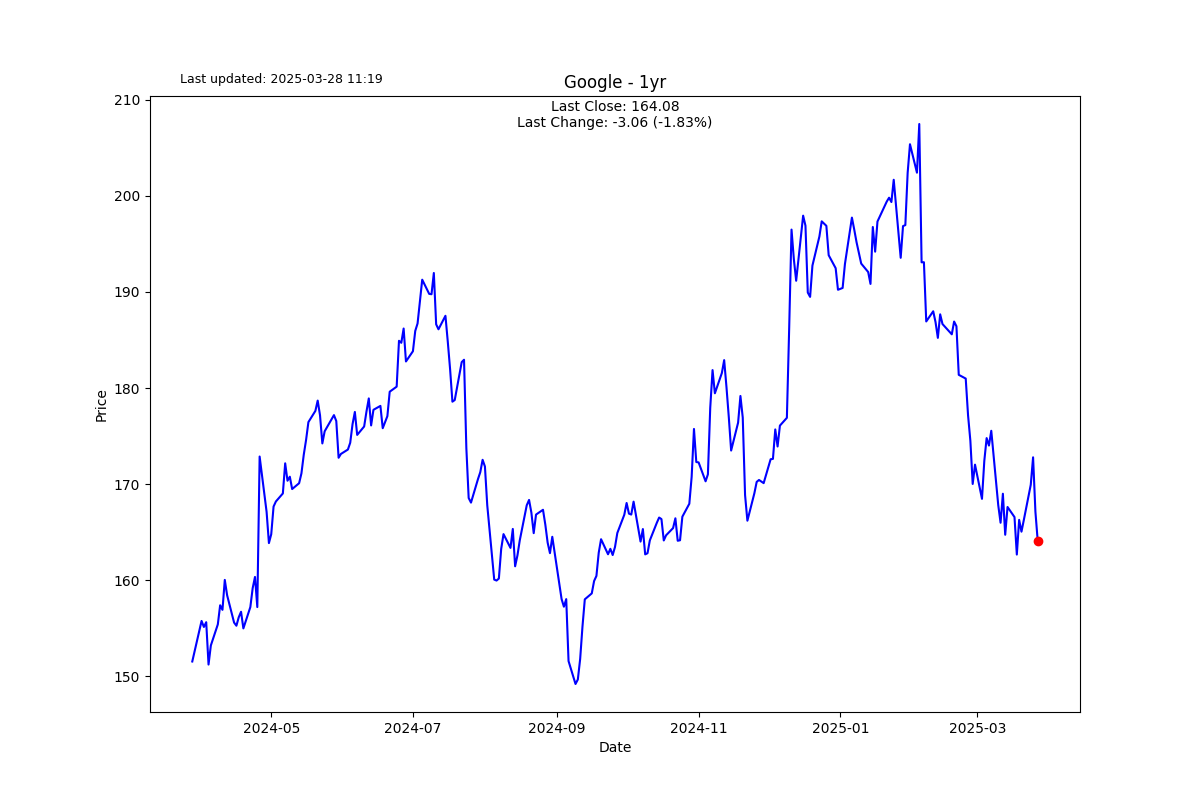 Last updated: 2025-03-28 11:19
Google - 1yr
Last Close: 164.08
Last Change: -3.06 (-1.83%)
210
200
190
180
170
160
150
Price
2024-05
2024-07
2024-09
2024-11
2025-01
2025-03
Date